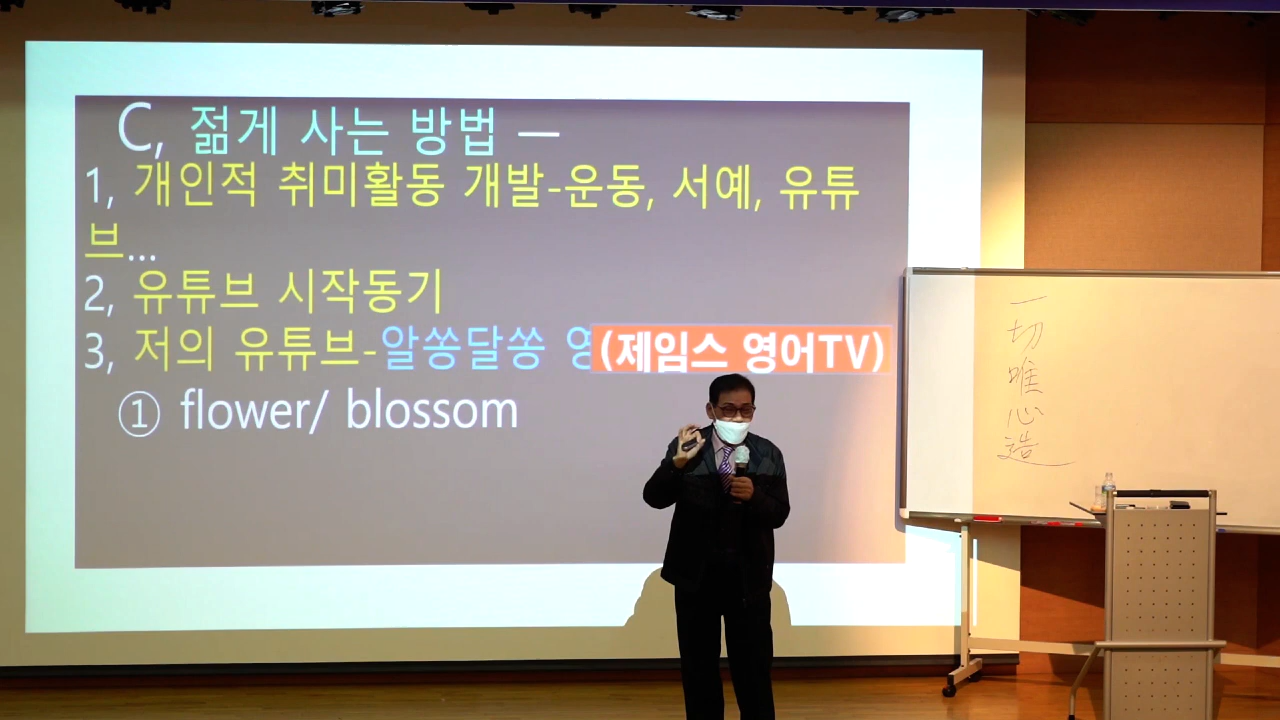 C, 젊게 사는 방법 —
1, 개인적 취미활동 개발-운동, 서예, 유튜
브...
2, 유튜브 시작동기
3, 저의 유튜브-알쏭달쏭 영 (제임스 영어TV)
① flower/ blossom
一切唯心造